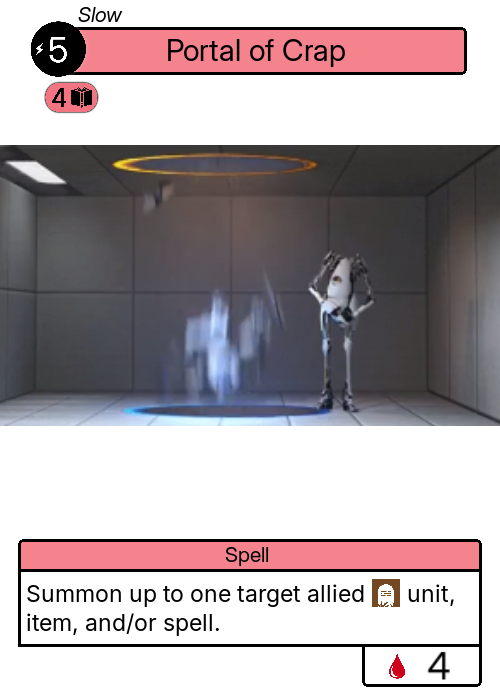 Slow
5
Portal of Crap
4
Spell
Summon up to one target allied unit,
item, and/or spell.
4